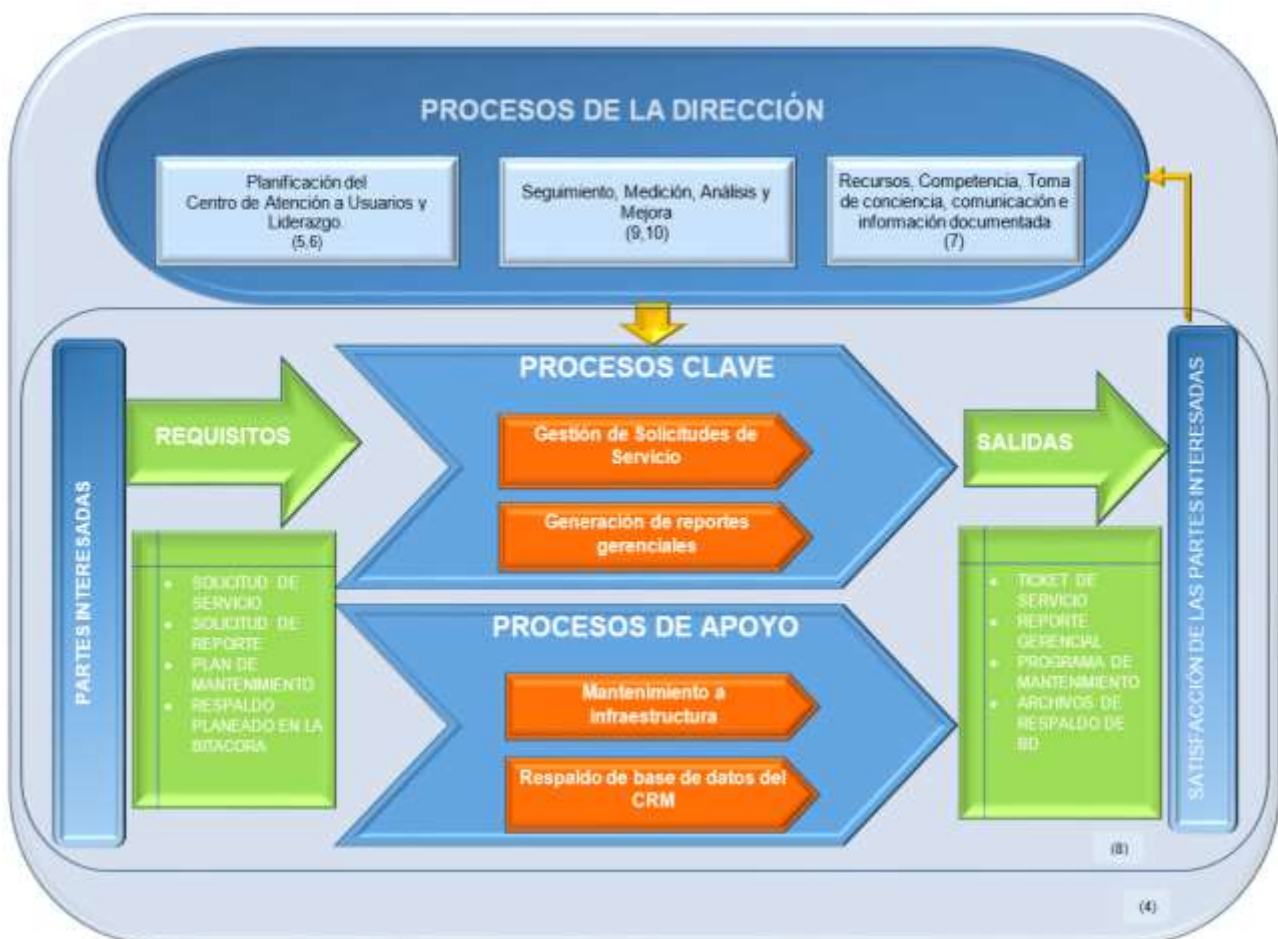 PROCESOS DE LA DIRECCIÓN
Planificación del
Centro de Atención a Usuarios y
Liderazgo.
(5,6)
Seguimiento, Medición, Análisis y
Mejora
(9,10)
Recursos, Competencia, Toma
de conciencia, comunicación e
información documentada
(7)
PARTES INTERESADAS
REQUISITOS
• SOLICITUD DE
SERVICIO
• SOLICITUD DE
REPORTE
• PLAN DE
MANTENIMIENTO
• RESPALDO
PLANEADO EN LA
BITACORA
PROCESOS CLAVE
Gestión de Solicitudes de
Servicio
Generación de reportes
gerenciales
PROCESOS DE APOYO
Mantenimiento a
infraestructura
Respaldo de base de datos del
CRM
SALIDAS
• TICKET DE
SERVICIO
• REPORTE
GERENCIAL
• PROGRAMA DE
MANTENIMIENTO
• ARCHIVOS DE
RESPALDO DE
BD
SATISFACCIÓN DE LAS PARTES INTERESADAS
(8)
(4)